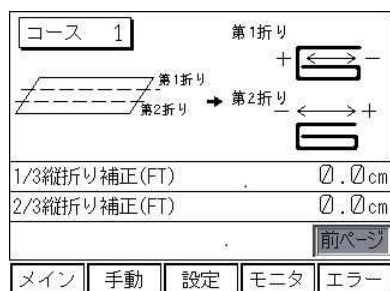 コース 1
第1折り
+ −
第1折り
第2折り
➔
第2折り
− +
1/3縦折り補正(FT) 0.0cm
2/3縦折り補正(FT) 0.0cm
前ページ
メイン 手動 設定 モニタ エラー